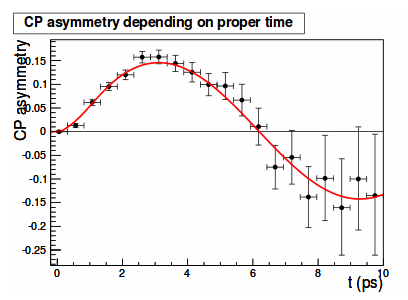 CP asymmetry depending on proper time
CP asymmetry
0.15
0.1
0.05
0
-0.05
-0.1
-0.15
-0.2
-0.25
0 2 4 6 8 10
t (ps)